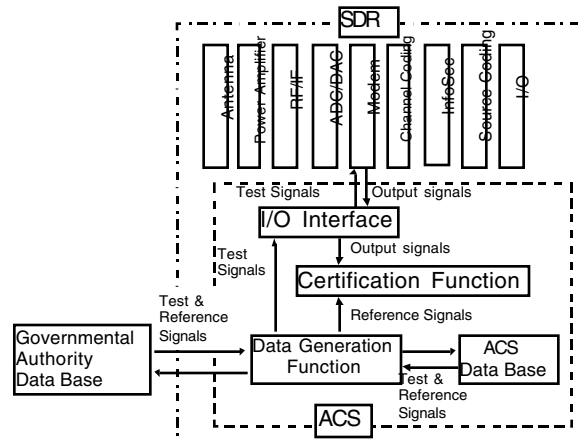 SDR
Antenna
Power Amplifier
RF/IF
ADC/DAC
Modem
Channel Coding
InfoSec
Source Coding
I/O
Test Signals
Output signals
I/O Interface
Test
Signals
Output signals
Certification Function
Test &
Reference
Signals
Reference Signals
Governmental
Authority
Data Base
Data Generation
Function
ACS
Data Base
Test &
Reference
Signals
ACS